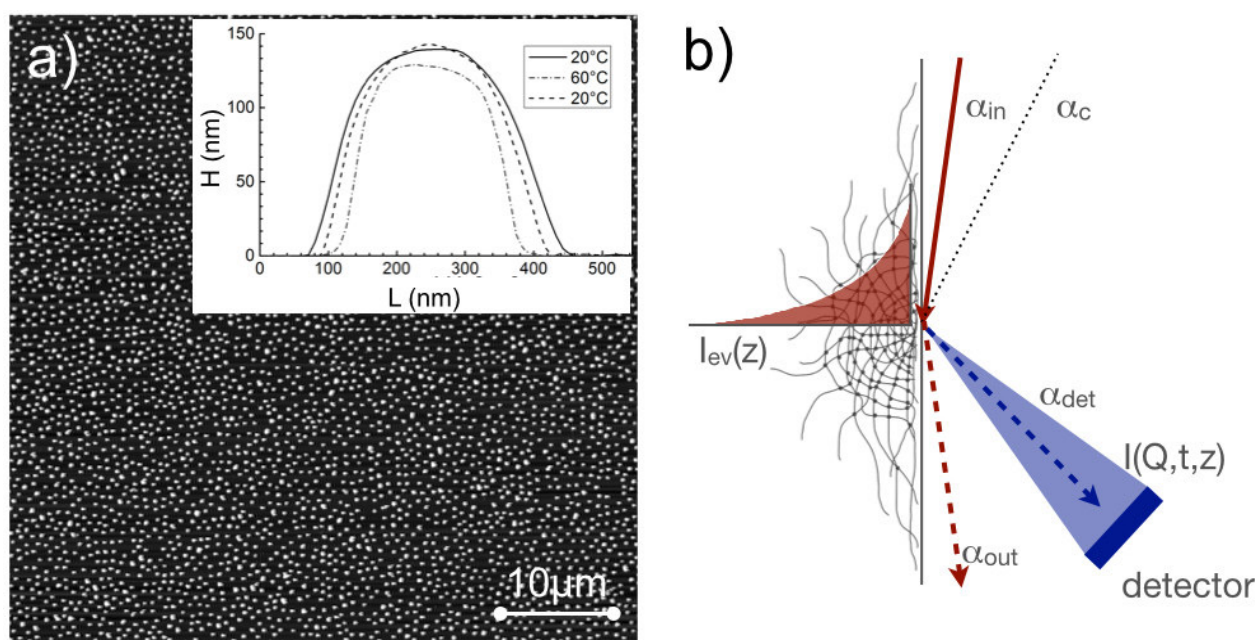 a)
150
100
50
0
H (nm)
0 100 200 300 400 500
L (nm)
20°C
60°C
20°C
10μm
b)
αin
αc
Iev(z)
αdet
I(Q,t,z)
αout
detector